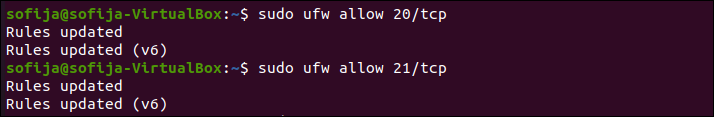 sofija@sofija-VirtualBox:~$ sudo ufw allow 20/tcp
Rules updated
Rules updated (v6)
sofija@sofija-VirtualBox:~$ sudo ufw allow 21/tcp
Rules updated
Rules updated (v6)